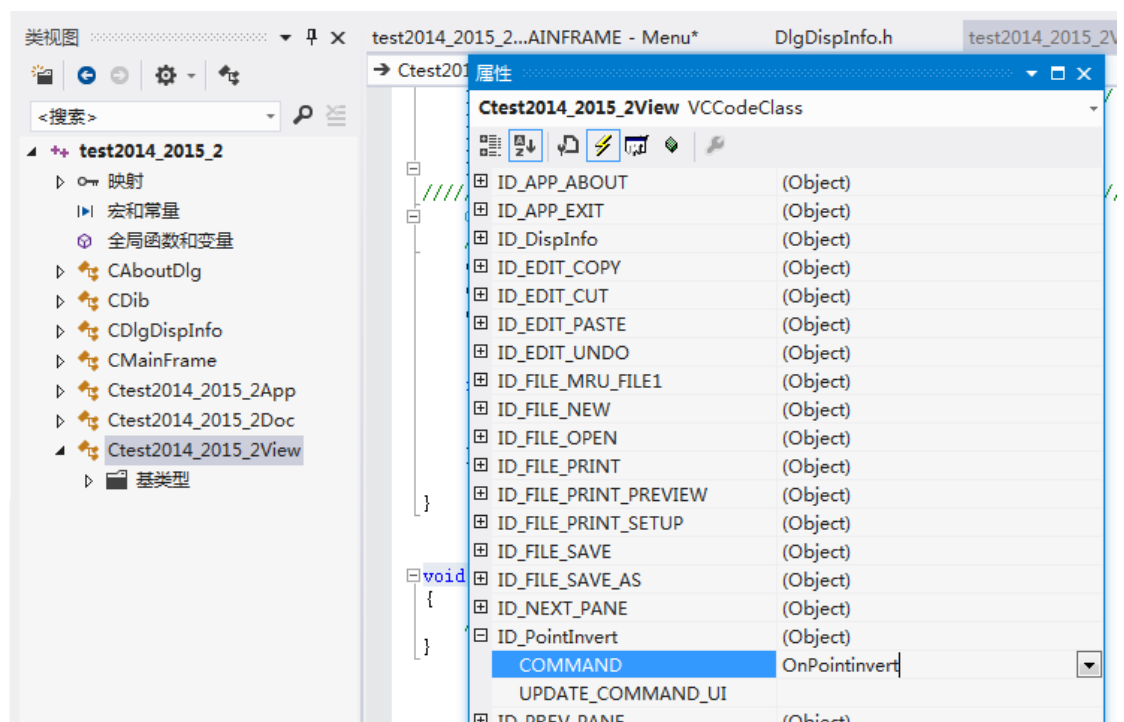 类视图
<搜索>
test2014_2015_2
映射
宏和常量
全局函数和变量
CAboutDlg
CDib
CDlgDispInfo
CMainFrame
Ctest2014_2015_2App
Ctest2014_2015_2Doc
Ctest2014_2015_2View
基类型
test2014_2015_2...AINFRAME - Menu*
DlgDispInfo.h
test2014_2015_2V
Ctest201
////
}
void
{
}
属性
Ctest2014_2015_2View VCCodeClass
ID_APP_ABOUT (Object)
ID_APP_EXIT (Object)
ID_DispInfo (Object)
ID_EDIT_COPY (Object)
ID_EDIT_CUT (Object)
ID_EDIT_PASTE (Object)
ID_EDIT_UNDO (Object)
ID_FILE_MRU_FILE1 (Object)
ID_FILE_NEW (Object)
ID_FILE_OPEN (Object)
ID_FILE_PRINT (Object)
ID_FILE_PRINT_PREVIEW (Object)
ID_FILE_PRINT_SETUP (Object)
ID_FILE_SAVE (Object)
ID_FILE_SAVE_AS (Object)
ID_NEXT_PANE (Object)
ID_PointInvert (Object)
COMMAND OnPointinvert
UPDATE_COMMAND_UI
ID_PREV_PANE (Object)